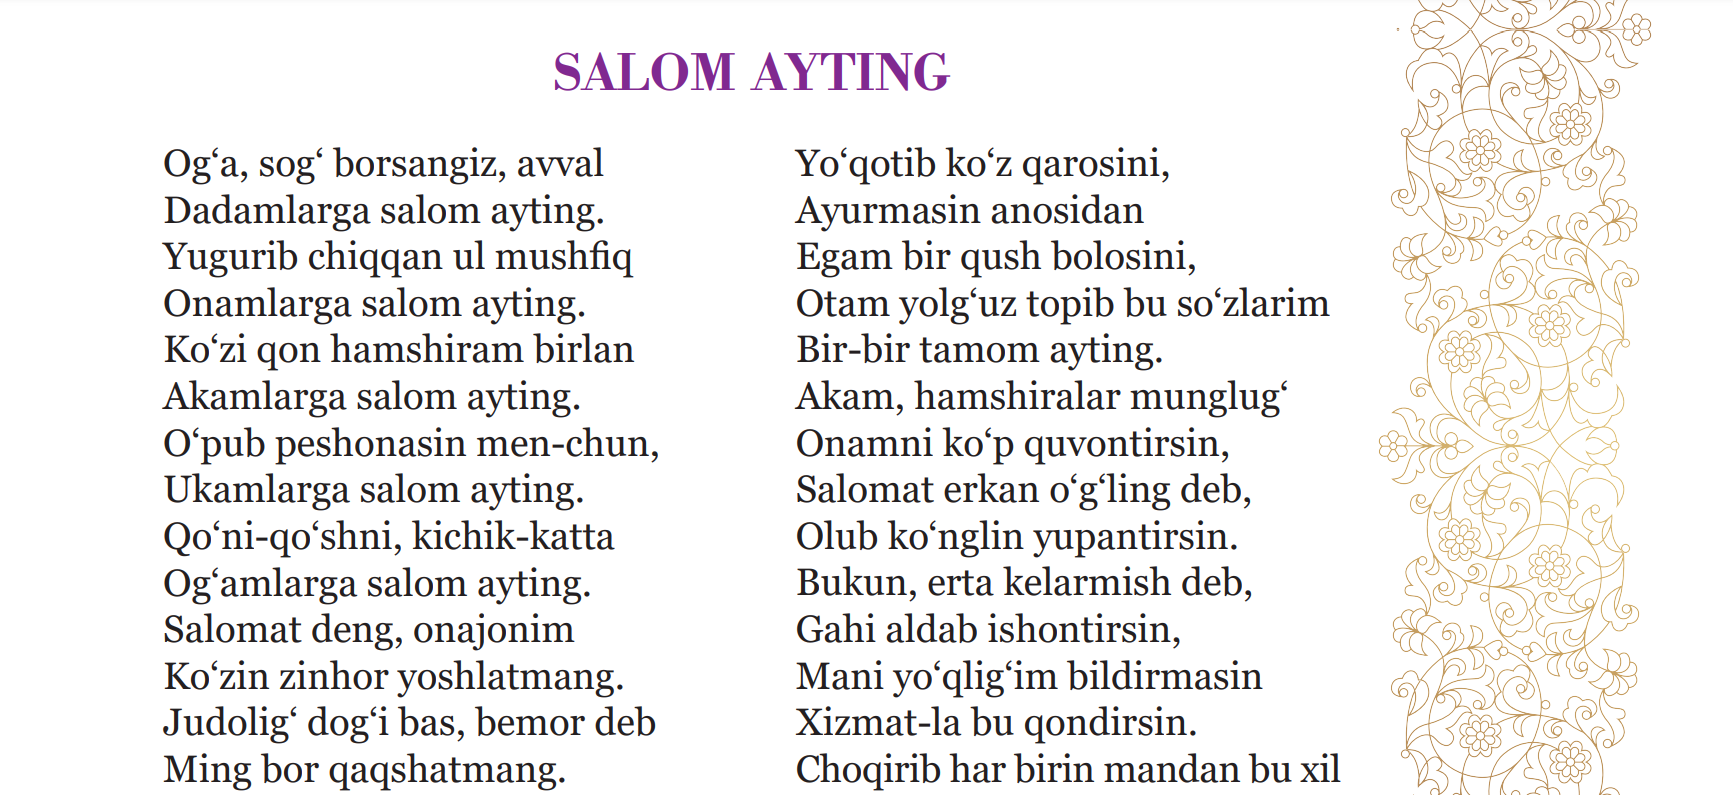 SALOM AYTING
Og‘a, sog‘ borsangiz, avval
Dadamlarga salom ayting.
Yugurib chiqqan ul mushfiq
Onamlarga salom ayting.
Ko‘zi qon hamshiram birlan
Akamlarga salom ayting.
O‘pub peshonasin men-chun,
Ukamlarga salom ayting.
Qo‘ni-qo‘shni, kichik-katta
Og‘amlarga salom ayting.
Salomat deng, onajonim
Ko‘zin zinhor yoshlatmang.
Judolig‘ dog‘i bas, bemor deb
Ming bor qaqshatmang.
Yo‘qotib ko‘z qarosini,
Ayurmasin anosidan
Egam bir qush bolosini,
Otam yolg‘uz topib bu so‘zlarim
Bir-bir tamom ayting.
Akam, hamshiralar munglug‘
Onamni ko‘p quvontirsin,
Salomat erkan o‘g‘ling deb,
Olub ko‘nglin yupantirsin.
Bukun, erta kelarmish deb,
Gahi aldab ishontirsin,
Mani yo‘qlig‘im bildirmasin
Xizmat-la bu qondirsin.
Choqirib har birin mandan bu xil